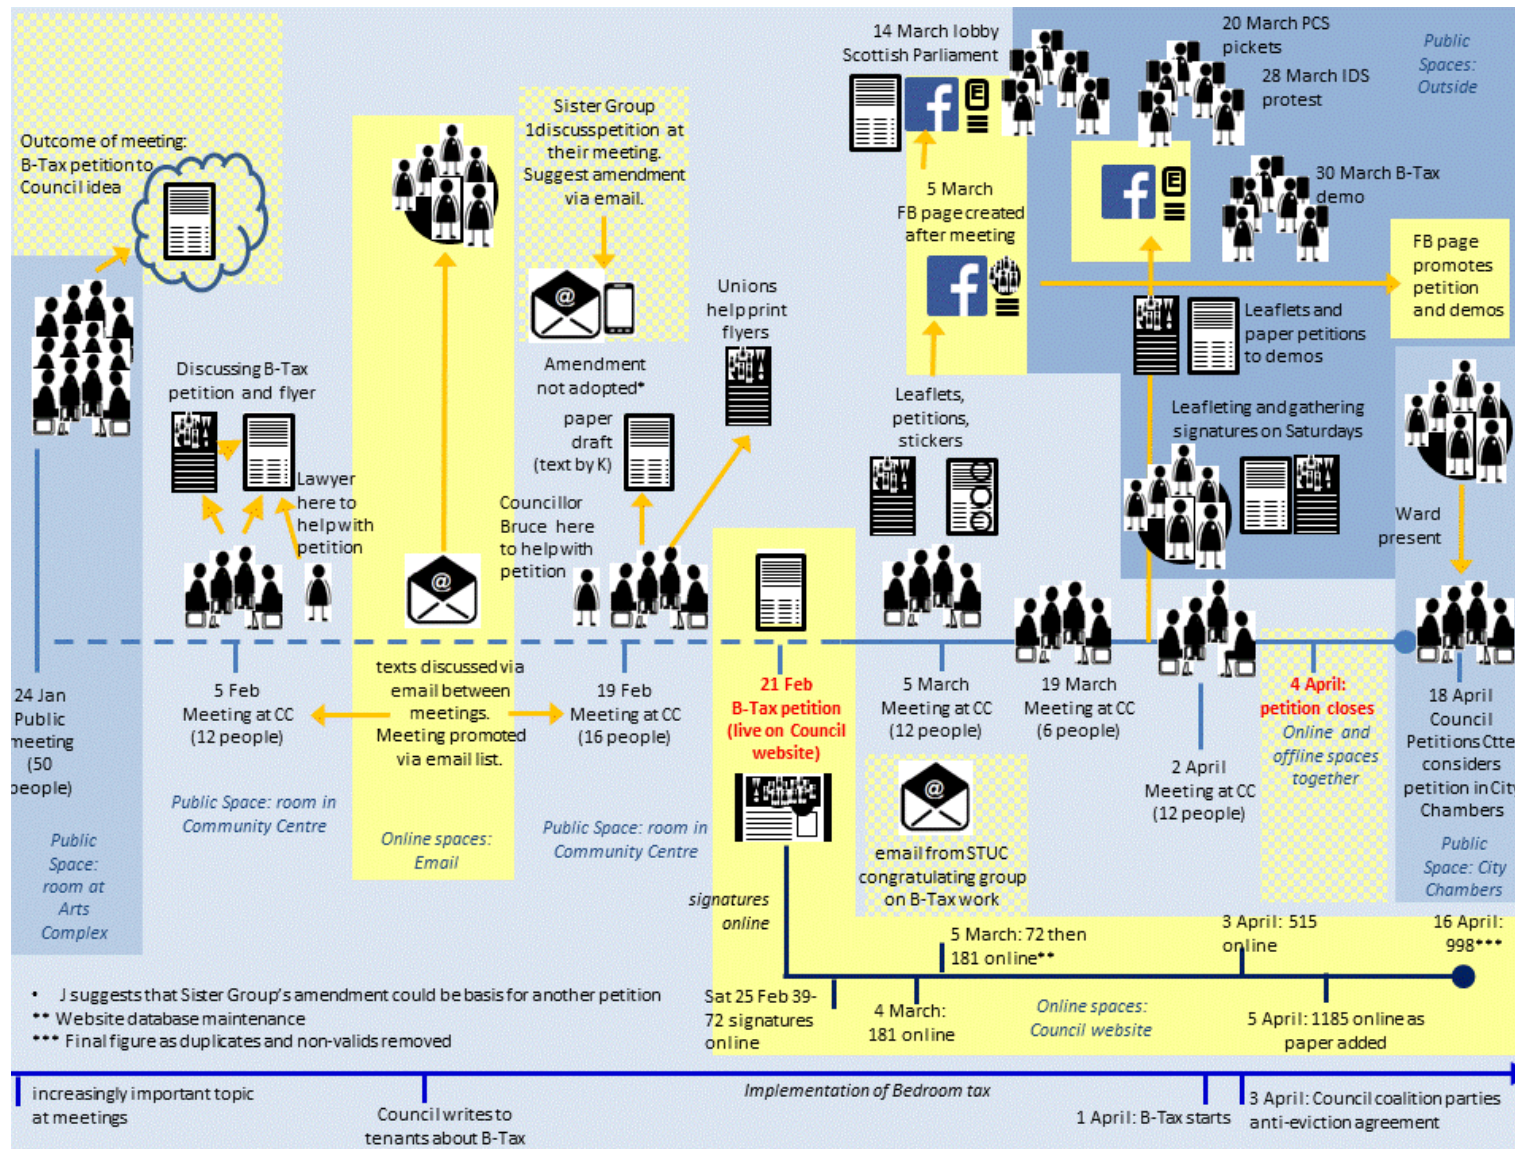 14 March lobby
Scottish Parliament
20 March PCS
pickets
28 March IDS
protest
Public
Spaces:
Outside
Outcome of meeting:
B-Tax petition to
Council idea
Sister Group
1discusspetition at
their meeting.
Suggest amendment
via email.
5 March
FB page created
after meeting
30 March B-Tax
demo
FB page
promotes
petition
and demos
Unions
help print
flyers
Leaflets and
paper petitions
to demos
Discussing B-Tax
petition and flyer
Amendment
not adopted*
paper
draft
(text by K)
Leaflets,
petitions,
stickers
Leafleting and gathering
signatures on Saturdays
Lawyer
here to
help with
petition
Councillor
Bruce here
to help with
petition
Ward
present
@
@
24 Jan
Public
meeting
(50
people)
5 Feb
Meeting at CC
(12 people)
texts discussed via
email between
meetings.
Meeting promoted
via email list.
19 Feb
Meeting at CC
(16 people)
21 Feb
B-Tax petition
(live on Council
website)
5 March
Meeting at CC
(12 people)
19 March
Meeting at CC
(6 people)
2 April
Meeting at CC
(12 people)
4 April:
petition closes
Online and
offline spaces
together
18 April
Council
Petitions Ctte
considers
petition in City
Chambers
Public
Space: room at
Arts
Complex
Public Space: room in
Community Centre
Online spaces:
Email
Public Space: room in
Community Centre
@
email from STUC
congratulating group
on B-Tax work
Public
Space: City
Chambers
signatures
online
5 March: 72 then
181 online**
3 April: 515
online
16 April:
998***
Sat 25 Feb 39-
72 signatures
online
4 March:
181 online
Online spaces:
Council website
5 April: 1185 online as
paper added
• J suggests that Sister Group's amendment could be basis for another petition
** Website database maintenance
*** Final figure as duplicates and non-valids removed
increasingly important topic
at meetings
Council writes to
tenants about B-Tax
Implementation of Bedroom tax
1 April: B-Tax starts
3 April: Council coalition parties
anti-eviction agreement